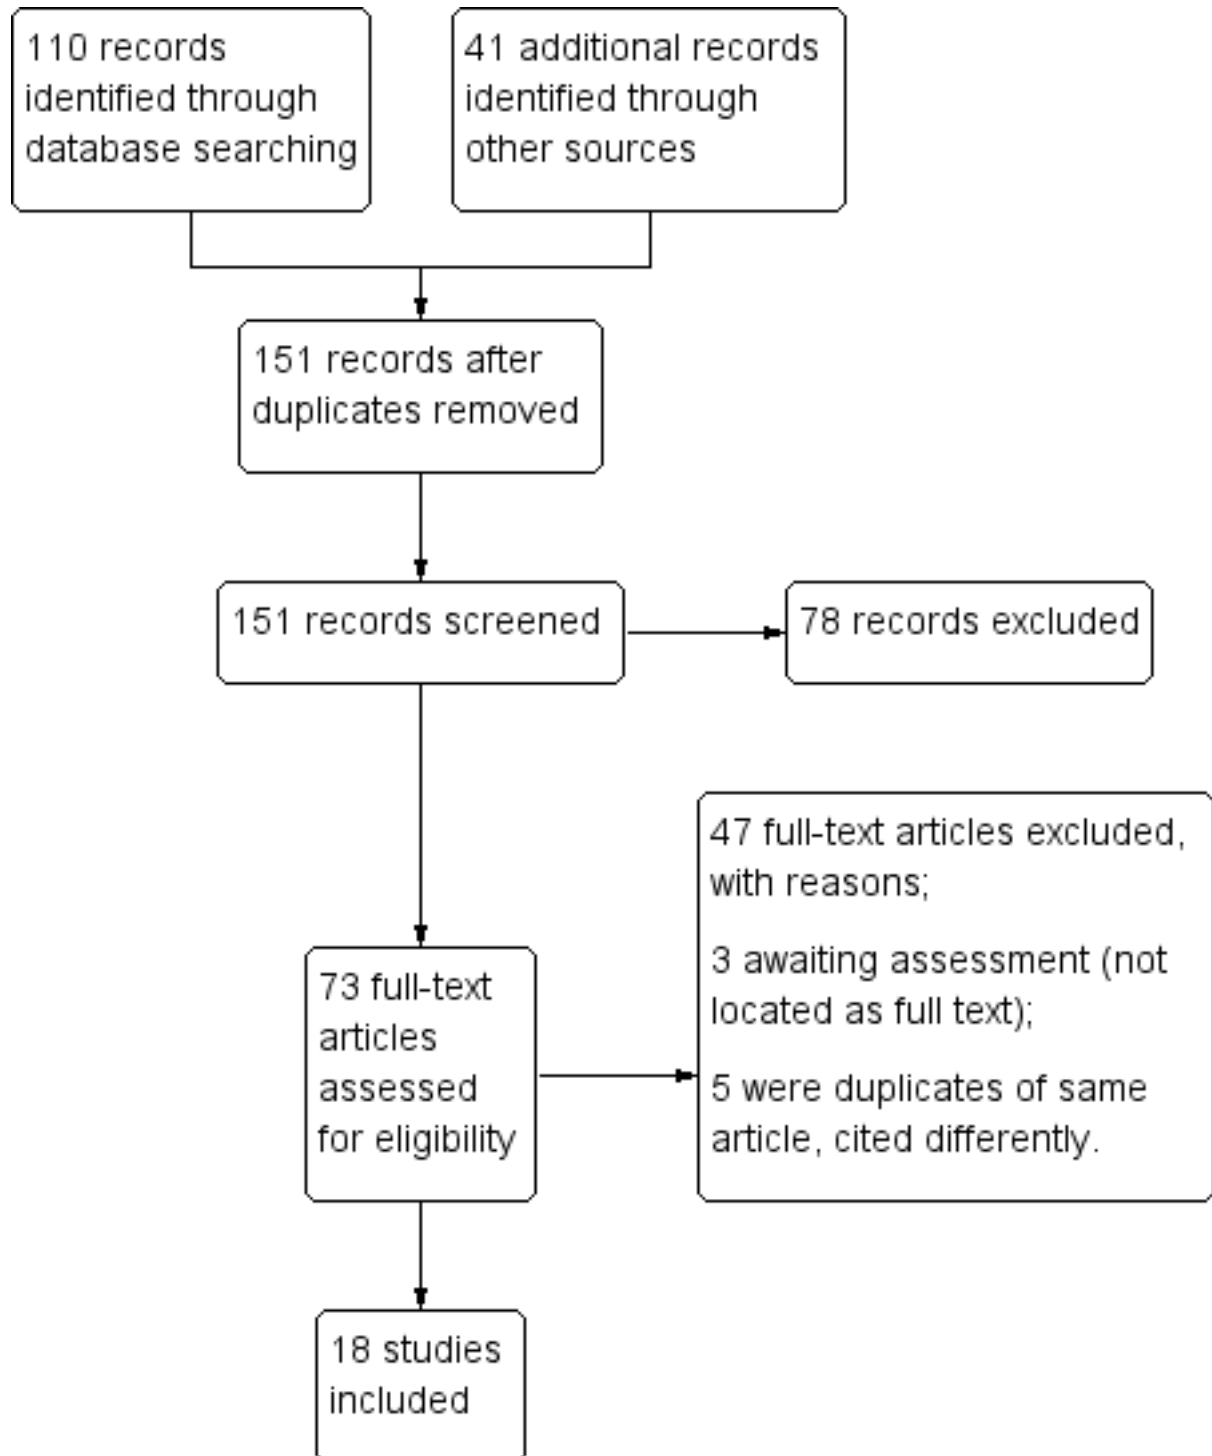 110 records
identified through
database searching
41 additional records
identified through
other sources
151 records after
duplicates removed
151 records screened
78 records excluded
47 full-text articles excluded,
with reasons;
3 awaiting assessment (not
located as full text);
5 were duplicates of same
article, cited differently.
73 full-text
articles
assessed
for eligibility
18 studies
included